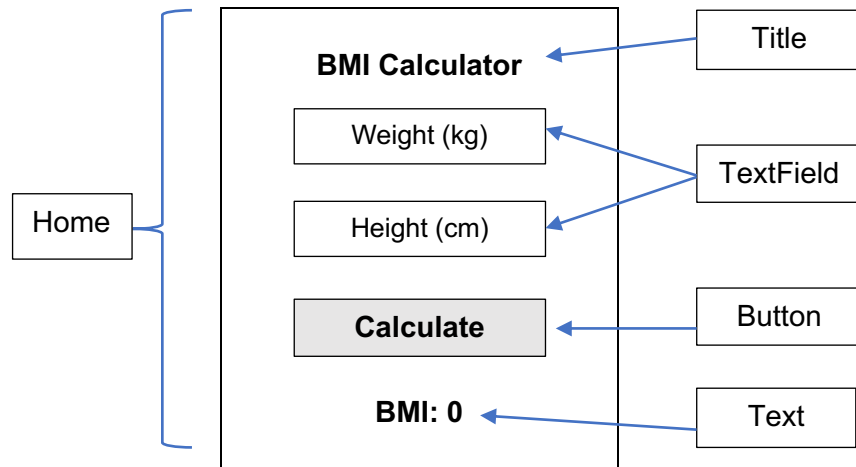 Title
BMI Calculator
Weight (kg)
TextField
Home
Height (cm)
Calculate
Button
BMI: 0
Text